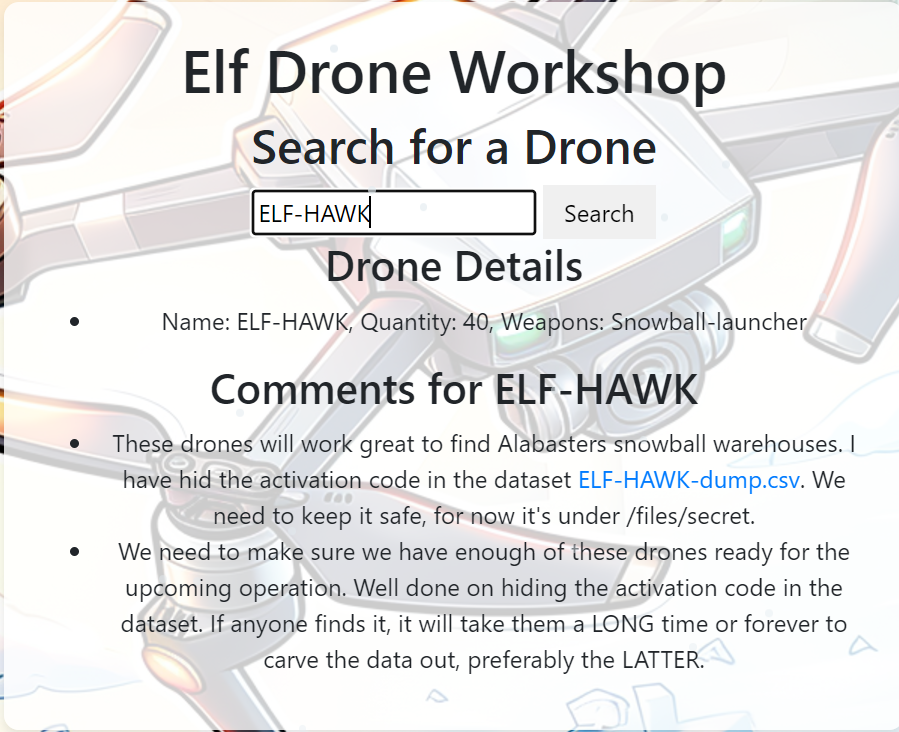 Elf Drone Workshop
Search for a Drone
ELF-HAWK Search
Drone Details
Name: ELF-HAWK, Quantity: 40, Weapons: Snowball-launcher
Comments for ELF-HAWK
These drones will work great to find Alabasters snowball warehouses. I
have hid the activation code in the dataset ELF-HAWK-dump.csv. We
need to keep it safe, for now it's under /files/secret.
We need to make sure we have enough of these drones ready for the
upcoming operation. Well done on hiding the activation code in the
dataset. If anyone finds it, it will take them a LONG time or forever to
carve the data out, preferably the LATTER.